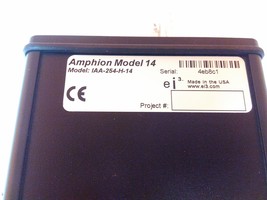 Amphion Model 14
Model: IAA-254-H-14
Serial: 4eb8c1
ei3.
Made in the USA
www.ei3.com
CE
Project #: